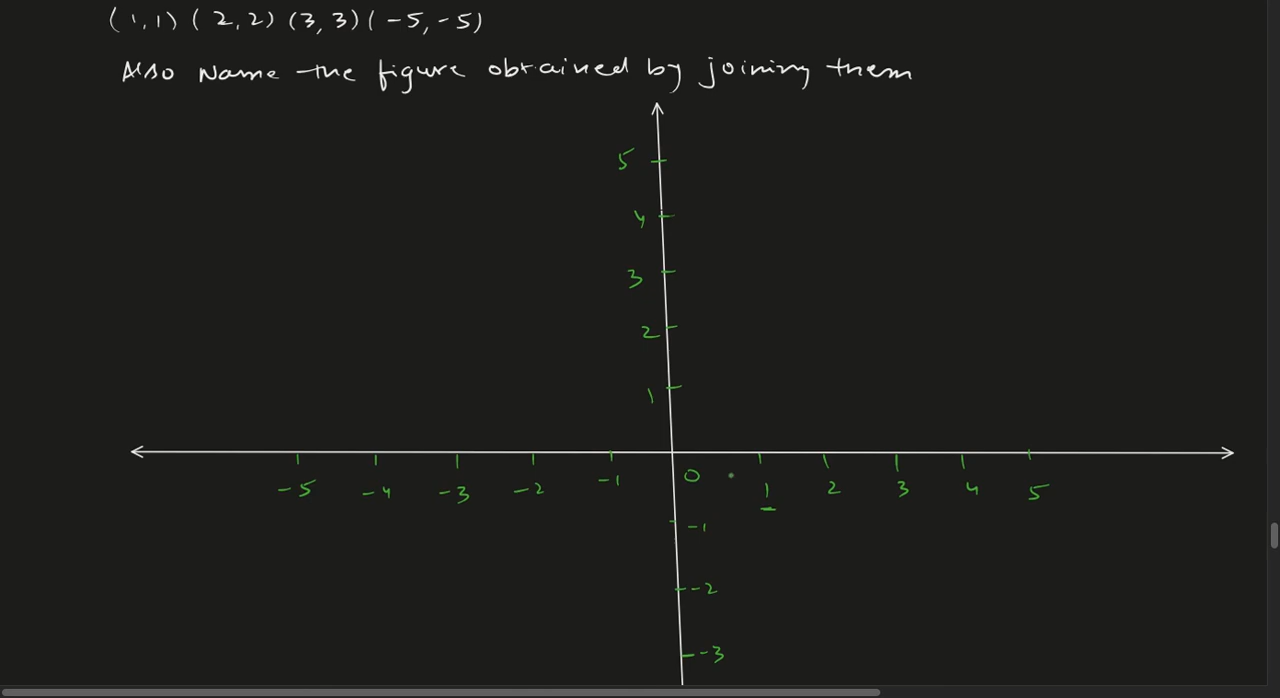 (1,1) (2,2) (3,3) (-5,-5)
Also Name the figure obtained by joining them
5
4
3
2
1
-5 -4 -3 -2 -1 0 1 2 3 4 5
-1
-2
-3